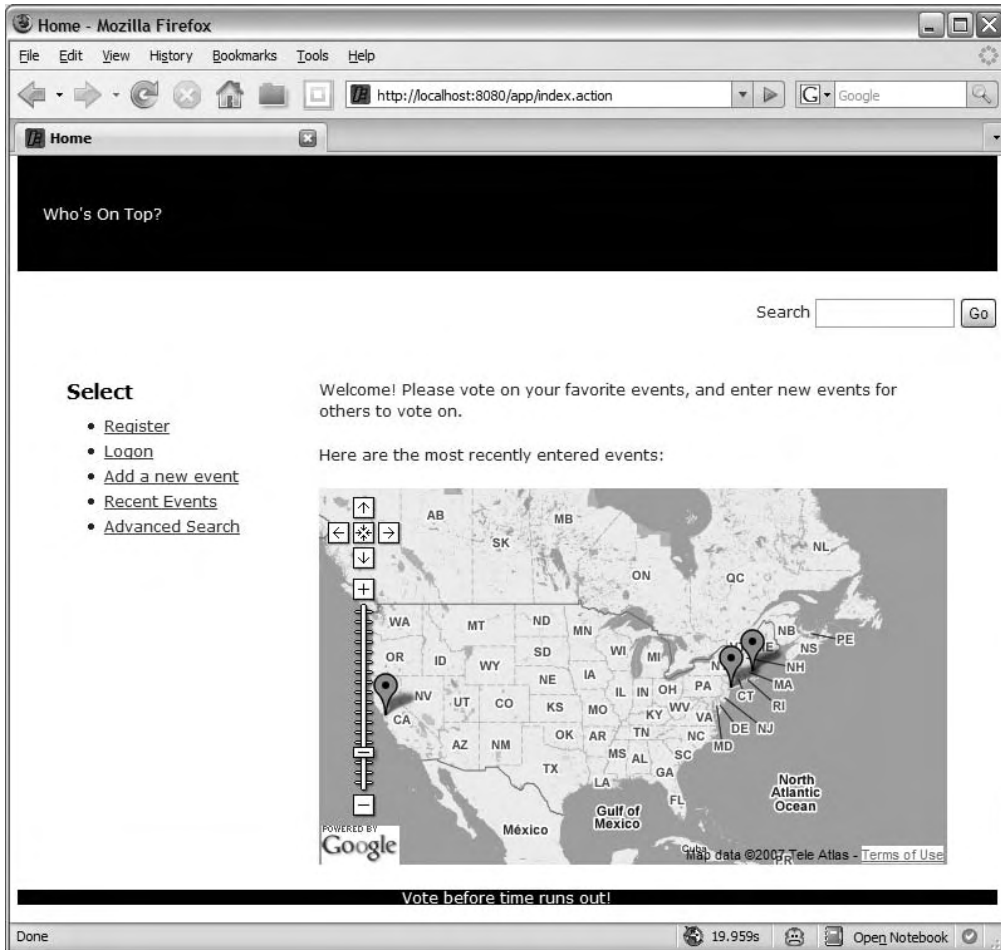 Home - Mozilla Firefox
File Edit View History Bookmarks Tools Help
http://localhost:8080/app/index.action
G Google
Home
Who's On Top?
Search Go
Select
Register
Logon
Add a new event
Recent Events
Advanced Search
Welcome! Please vote on your favorite events, and enter new events for
others to vote on.
Here are the most recently entered events:
AB
MB
SK
NL
ON
QC
WA MT ND MN NB PE
NS
OR ID WY SD WI MI NH
NE IA PA MA
NV UT CO KS MO IL IN OH CT RI
CA KY WV VA DE NJ
AZ NM OK AR TN NC MD
MS AL SC
TX LA GA
FL
North
Atlantic
Ocean
Gulf of
Mexico
México
Cuba
PR
POWERED BY
Google
Map data ©2007 Tele Atlas - Terms of Use
Vote before time runs out!
Done 19.959s Open Notebook